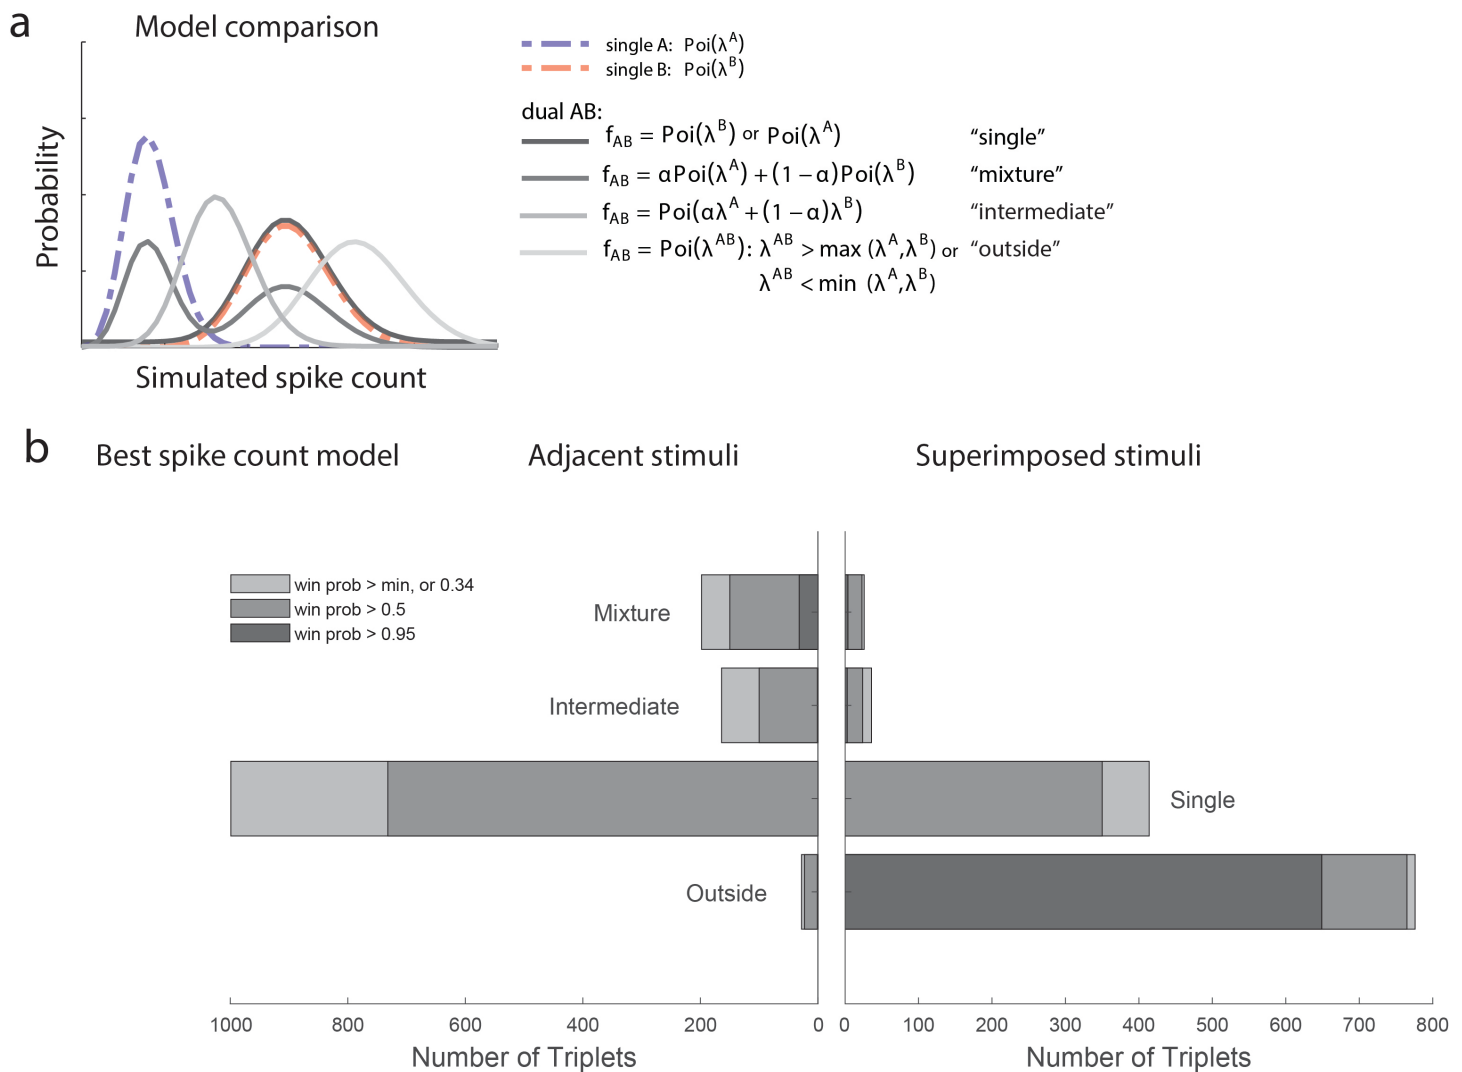 a
Model comparison
Probability
Simulated spike count
single A: Poi(λ^A)
single B: Poi(λ^B)
dual AB:
f_AB = Poi(λ^B) or Poi(λ^A) “single”
f_AB = αPoi(λ^A) + (1 − α)Poi(λ^B) “mixture”
f_AB = Poi(αλ^A + (1 − α)λ^B) “intermediate”
f_AB = Poi(λ^AB): λ^AB > max (λ^A,λ^B) or “outside”
λ^AB < min (λ^A,λ^B)
b
Best spike count model
Adjacent stimuli
Superimposed stimuli
win prob > min, or 0.34
win prob > 0.5
win prob > 0.95
Mixture
Intermediate
Single
Outside
1000 800 600 400 200 0
0 100 200 300 400 500 600 700 800
Number of Triplets
Number of Triplets